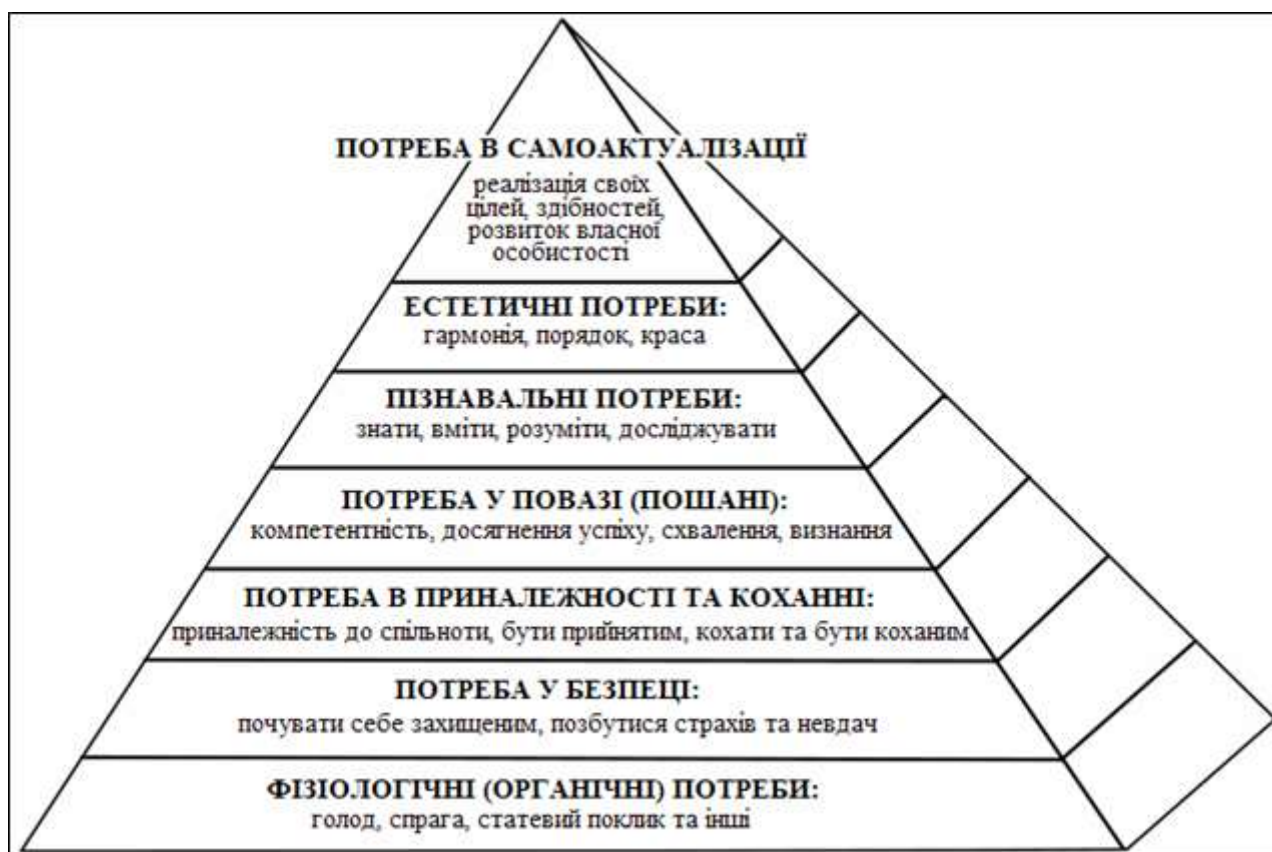 ПОТРЕБА В САМОАКТУАЛІЗАЦІЇ
реалізація своїх
цілей, здібностей,
розвиток власної
особистості
ЕСТЕТИЧНІ ПОТРЕБИ:
гармонія, порядок, краса
ПІЗНАВАЛЬНІ ПОТРЕБИ:
знати, вміти, розуміти, досліджувати
ПОТРЕБА У ПОВАЗІ (ПОШАНІ):
компетентність, досягнення успіху, схвалення, визнання
ПОТРЕБА В ПРИНАЛЕЖНОСТІ ТА КОХАННІ:
приналежність до спільноти, бути прийнятим, кохати та бути коханим
ПОТРЕБА У БЕЗПЕЦІ:
почувати себе захищеним, позбутися страхів та невдач
ФІЗІОЛОГІЧНІ (ОРГАНІЧНІ) ПОТРЕБИ:
голод, спрага, статевий поклик та інші